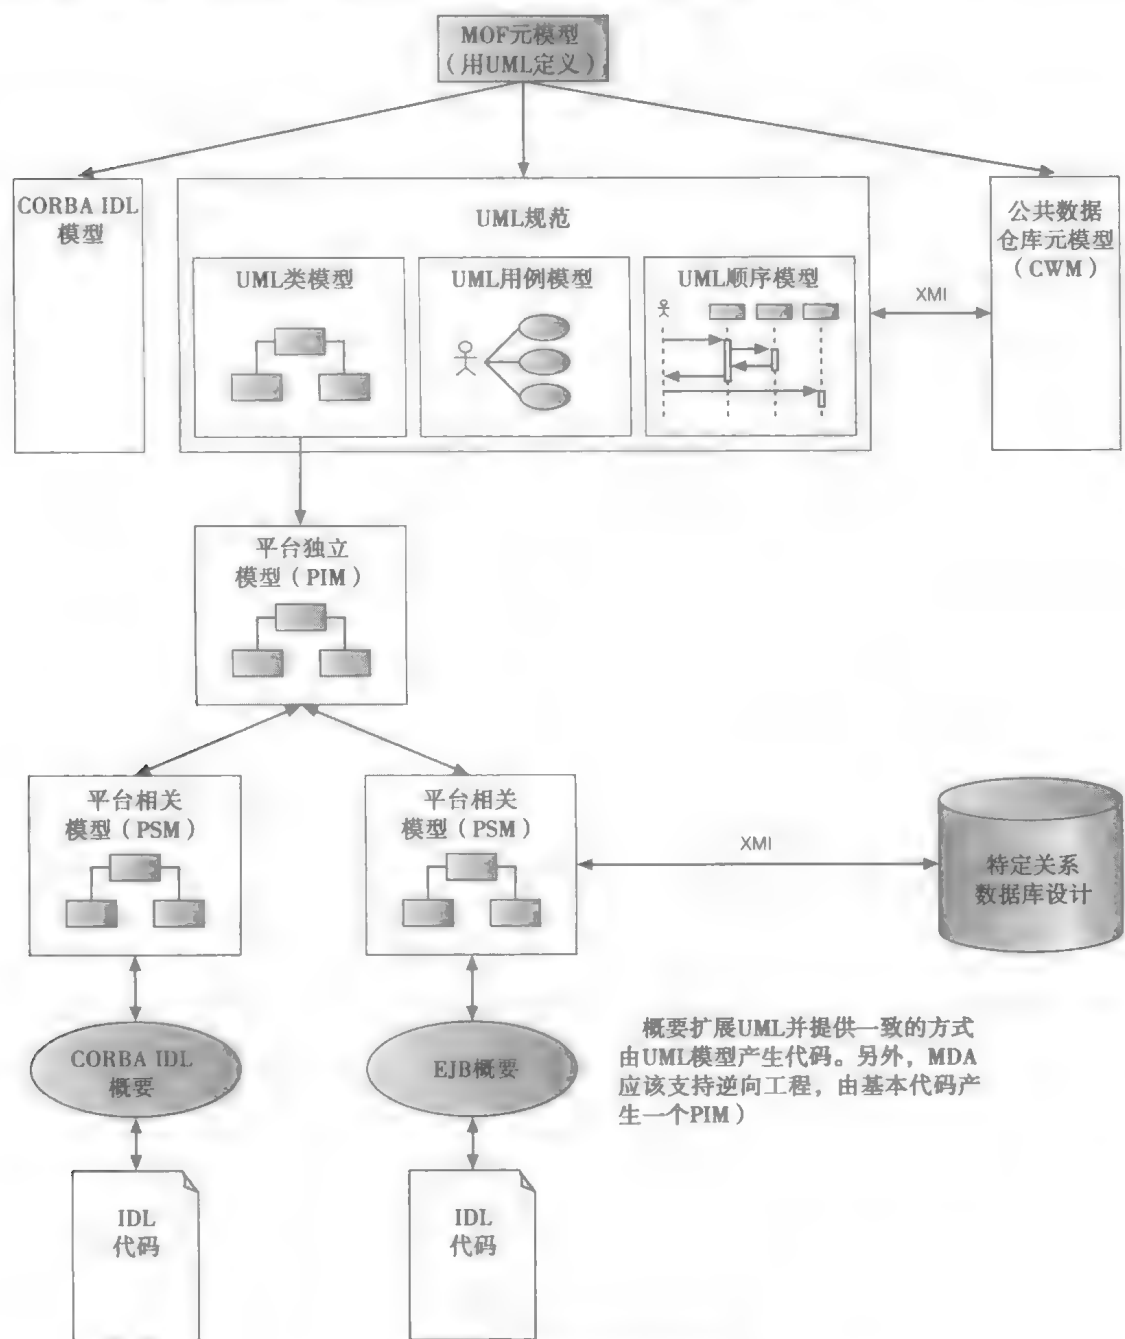 MOF元模型
（用UML定义）
CORBA IDL
模型
UML规范
公共数据
仓库元模型
（CWM）
UML类模型
UML用例模型
UML顺序模型
XMI
平台独立
模型（PIM）
平台相关
模型（PSM）
平台相关
模型（PSM）
XMI
特定关系
数据库设计
CORBA IDL
概要
EJB概要
概要扩展UML并提供一致的方式
由UML模型产生代码。另外，MDA
应该支持逆向工程，由基本代码产
生一个PIM）
IDL
代码
IDL
代码